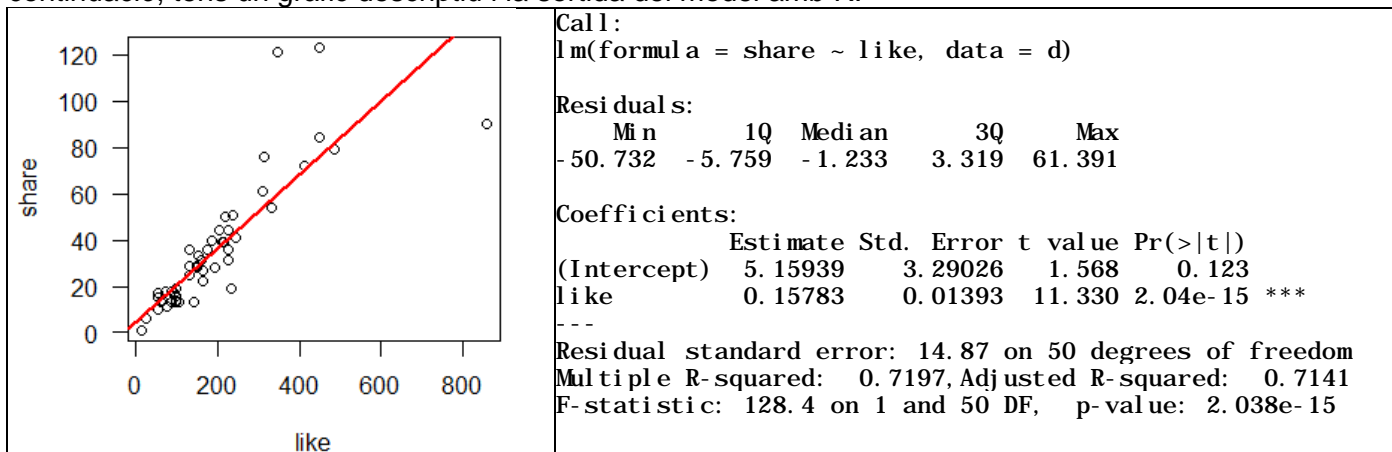 continuació, tens un gràfic descriptiu i la sortida del model amb R.
120
100
80
60
40
20
0
share
0 200 400 600 800
like
Call:
lm(formula = share ~ like, data = d)
Residuals:
Min 1Q Median 3Q Max
-50.732 -5.759 -1.233 3.319 61.391
Coefficients:
Estimate Std. Error t value Pr(>|t|)
(Intercept) 5.15939 3.29026 1.568 0.123
like 0.15783 0.01393 11.330 2.04e-15 ***
---
Residual standard error: 14.87 on 50 degrees of freedom
Multiple R-squared: 0.7197, Adjusted R-squared: 0.7141
F-statistic: 128.4 on 1 and 50 DF, p-value: 2.038e-15